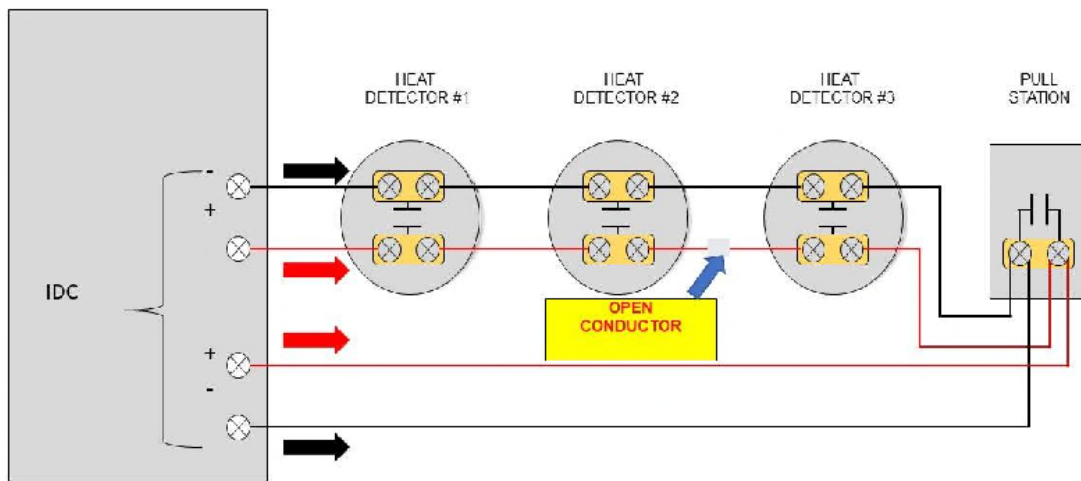 HEAT
DETECTOR #1
HEAT
DETECTOR #2
HEAT
DETECTOR #3
PULL
STATION
-
+
IDC
OPEN
CONDUCTOR
+
-